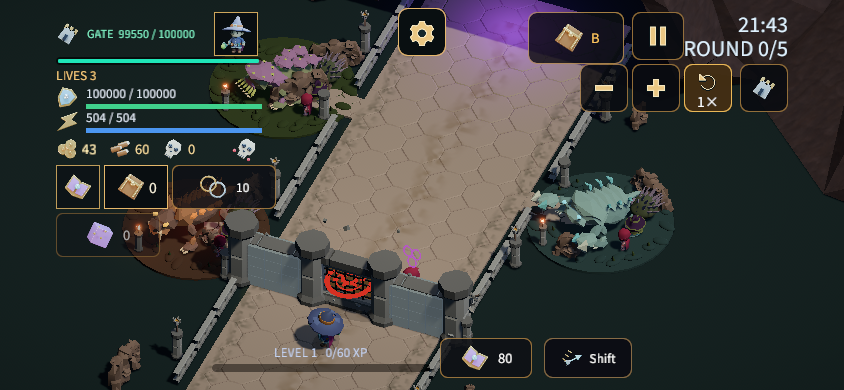 GATE 99550 / 100000
LIVES 3
100000 / 100000
504 / 504
43 60 0
0 10
0
B
21:43
ROUND 0/5
1×
LEVEL 1 0/60 XP
80
Shift